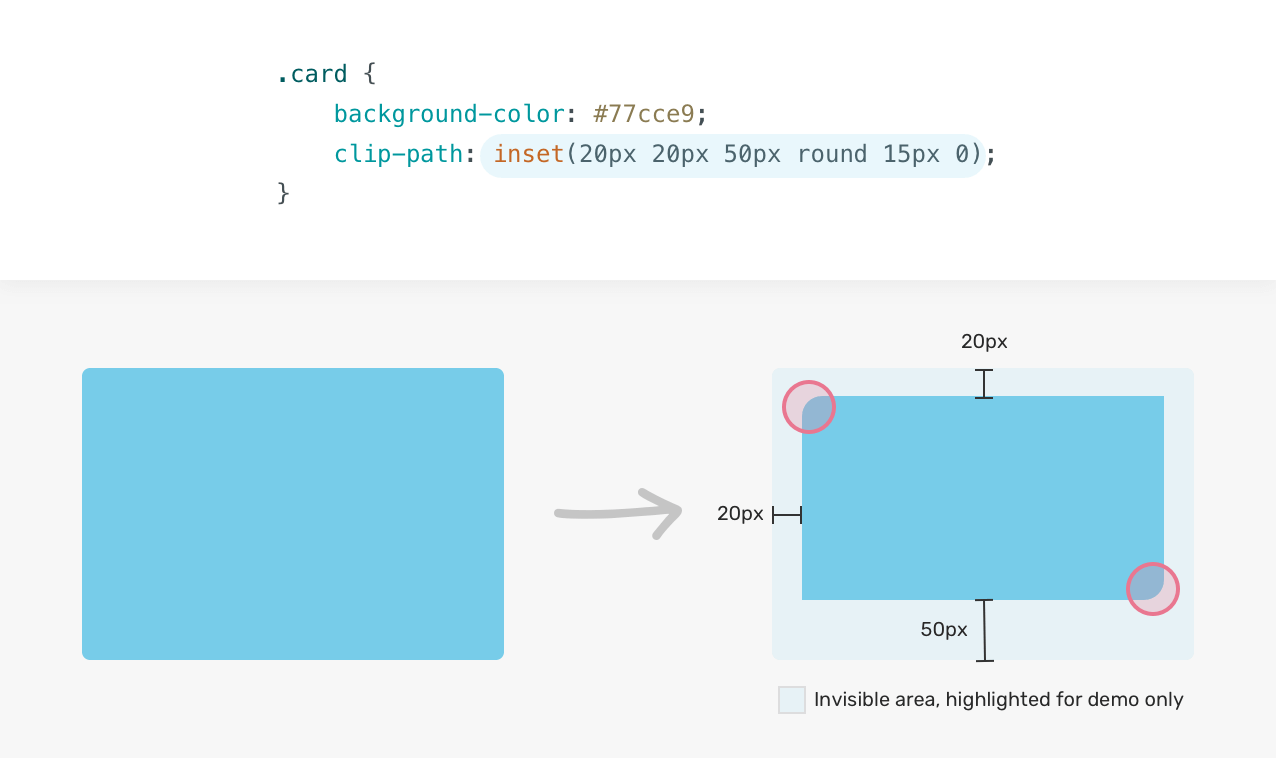 .card {
    background-color: #77cce9;
    clip-path: inset(20px 20px 50px round 15px 0);
}
20px
20px
50px
Invisible area, highlighted for demo only